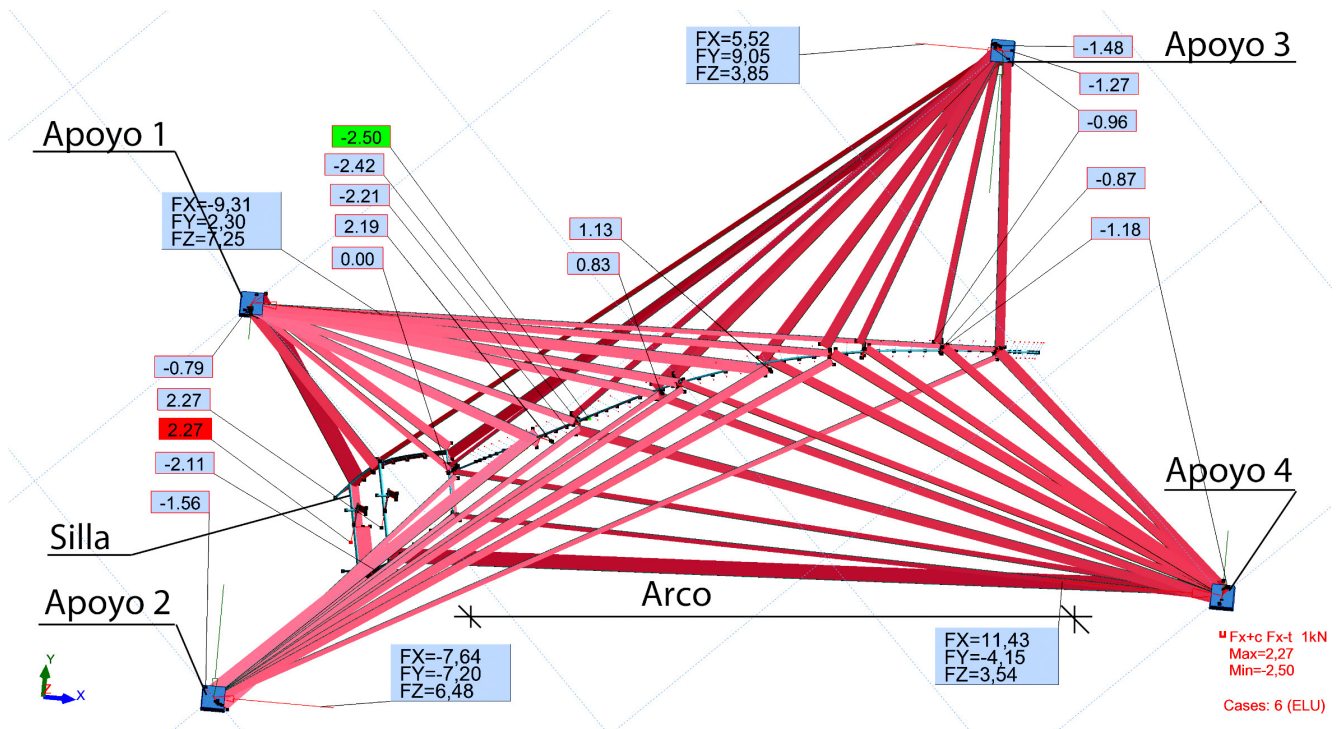 FX=5,52
FY=9,05
FZ=3,85
-1.48
Apoyo 3
-1.27
-0.96
Apoyo 1
-2.50
-2.42
-2.21
2.19
0.00
-0.87
-1.18
FX=-9,31
FY=2,30
FZ=7,25
1.13
0.83
-0.79
2.27
2.27
-2.11
-1.56
Silla
Apoyo 2
Arco
Apoyo 4
FX=-7,64
FY=-7,20
FZ=6,48
FX=11,43
FY=-4,15
FZ=3,54
Fx+c Fx-t 1kN
Max=2,27
Min=-2,50
Cases: 6 (ELU)
Y
Z
X